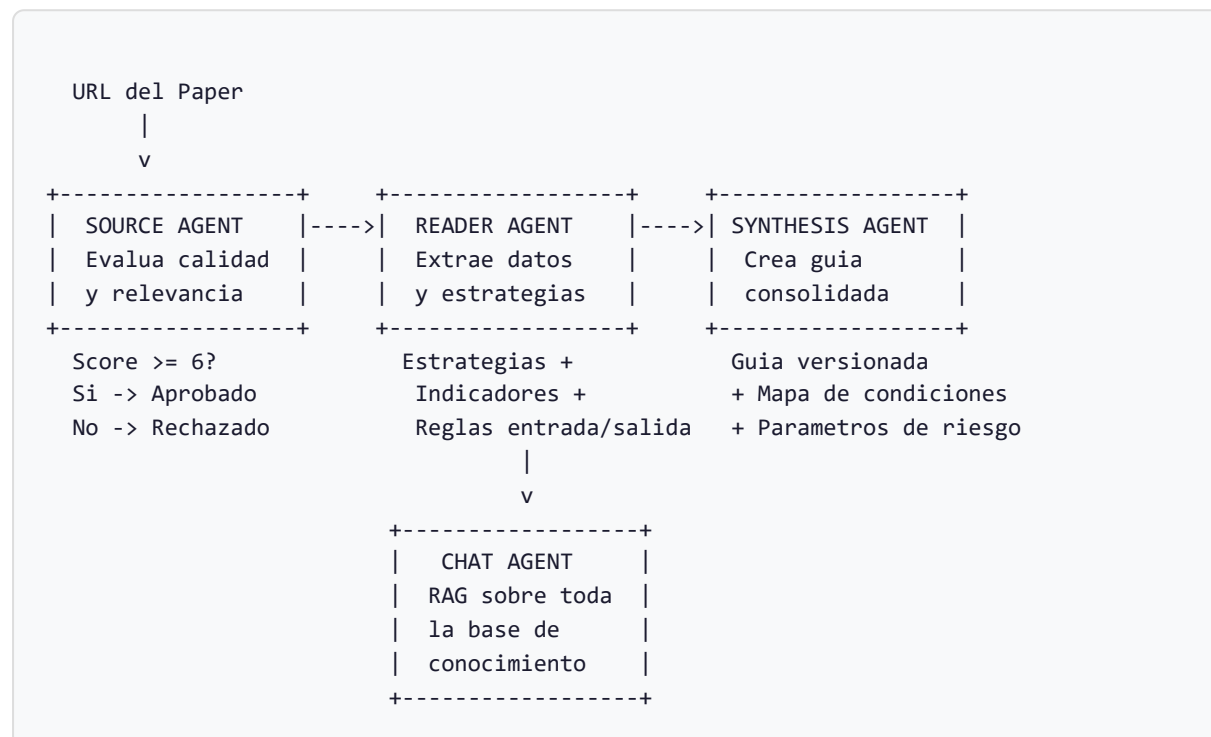 URL del Paper
|
v
+------------------+     +------------------+     +------------------+
|  SOURCE AGENT    |---->|  READER AGENT    |---->| SYNTHESIS AGENT  |
|  Evalua calidad  |     |  Extrae datos    |     |  Crea guia       |
|  y relevancia    |     |  y estrategias   |     |  consolidada     |
+------------------+     +------------------+     +------------------+
Score >= 6?               Estrategias +            Guia versionada
Si -> Aprobado             Indicadores +           + Mapa de condiciones
No -> Rechazado            Reglas entrada/salida   + Parametros de riesgo
|
v
+-------------------+
|   CHAT AGENT      |
|  RAG sobre toda   |
|  la base de       |
|  conocimiento     |
+-------------------+